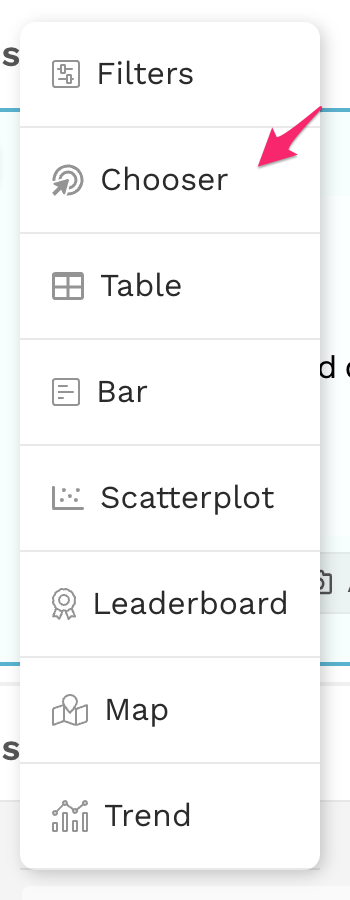 s
Filters
Chooser
Table
d
Bar
Scatterplot
Leaderboard
Map
s
Trend